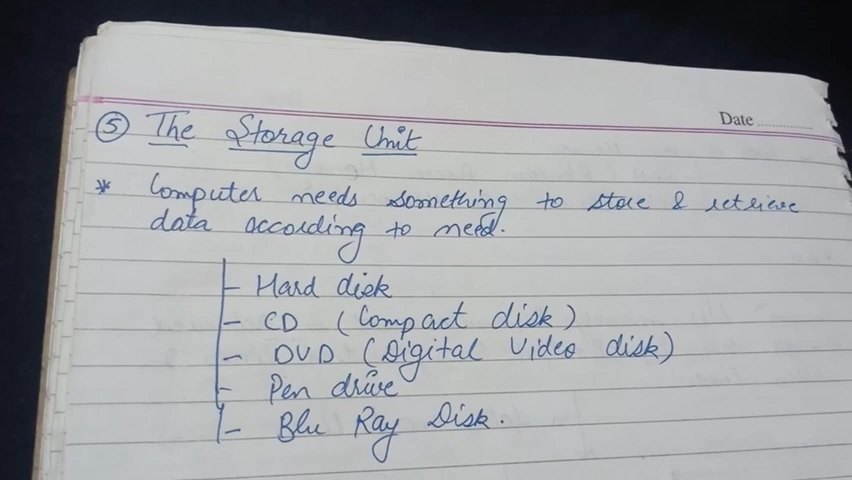 Date ............
⑤ The Storage Unit
* Computer needs something to store & retrieve
data according to need.
- Hard disk
- CD (Compact disk)
- DVD (Digital Video disk)
- Pen drive
- Blu Ray Disk.